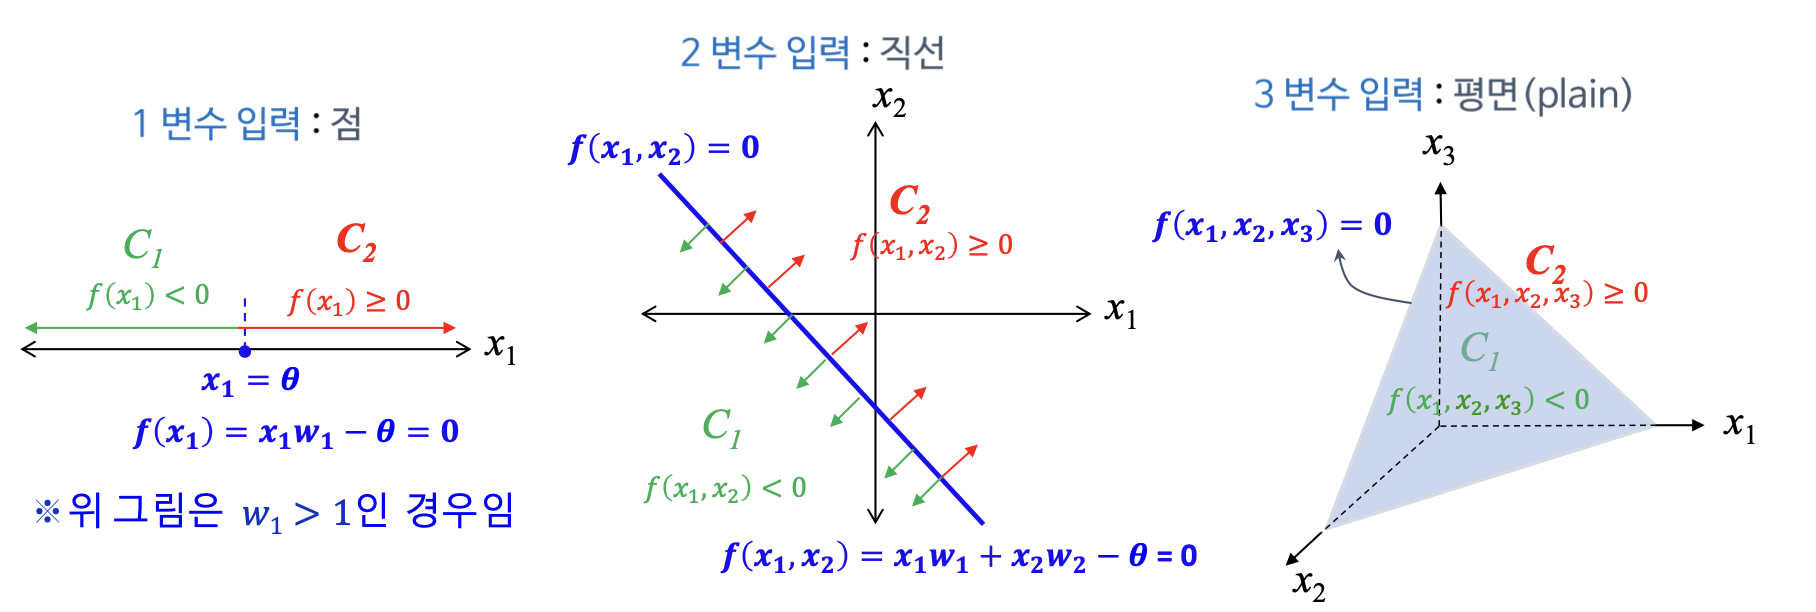 1 변수 입력 : 점
C₁
f(x₁) < 0
C₂
f(x₁) ≥ 0
x₁
x₁ = θ
f(x₁) = x₁w₁ − θ = 0
※위 그림은 w₁ > 1인 경우임
2 변수 입력 : 직선
x₂
f(x₁, x₂) = 0
C₂
f(x₁, x₂) ≥ 0
x₁
C₁
f(x₁, x₂) < 0
f(x₁, x₂) = x₁w₁ + x₂w₂ − θ = 0
3 변수 입력 : 평면(plain)
x₃
f(x₁, x₂, x₃) = 0
C₂
f(x₁, x₂, x₃) ≥ 0
C₁
f(x₁, x₂, x₃) < 0
x₁
x₂